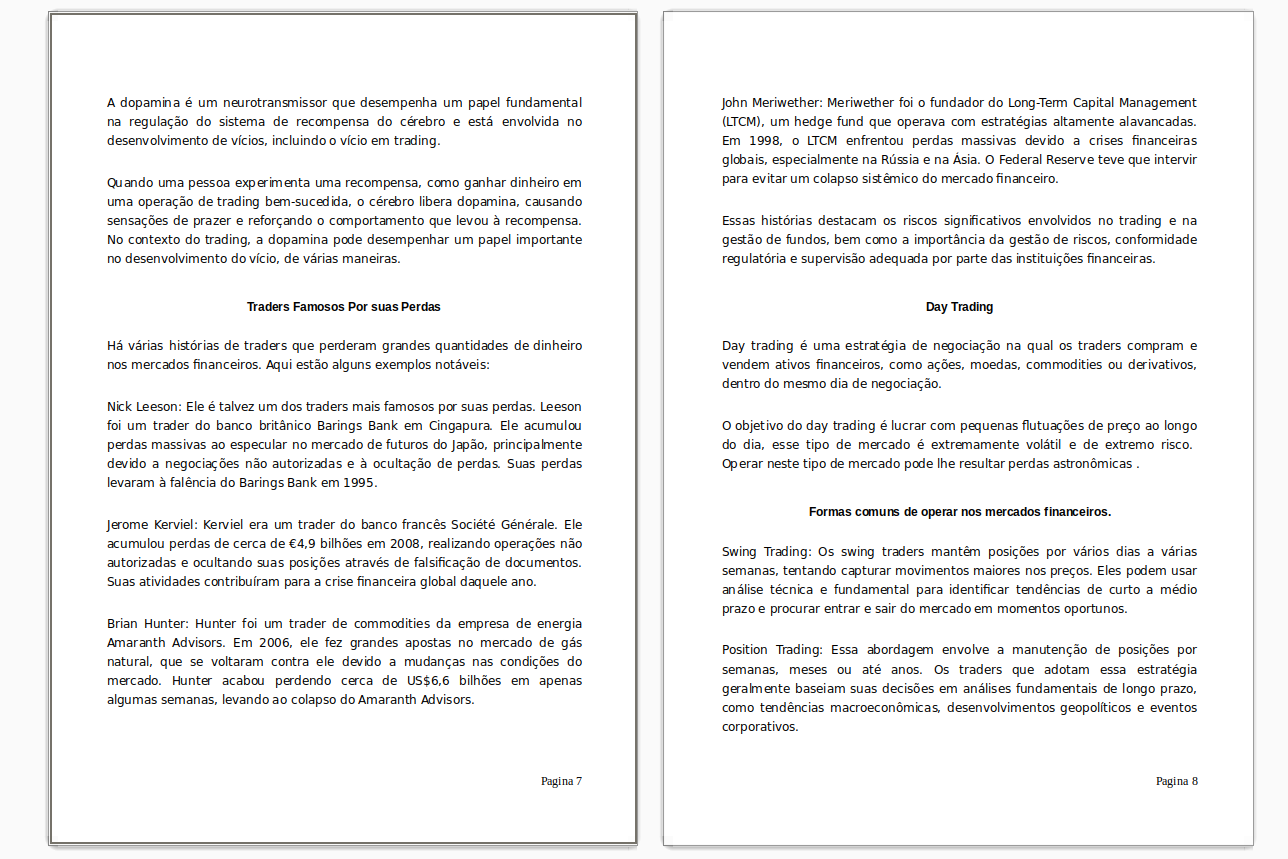 A dopamina é um neurotransmissor que desempenha um papel fundamental
na regulação do sistema de recompensa do cérebro e está envolvida no
desenvolvimento de vícios, incluindo o vício em trading.
Quando uma pessoa experimenta uma recompensa, como ganhar dinheiro em
uma operação de trading bem-sucedida, o cérebro libera dopamina, causando
sensações de prazer e reforçando o comportamento que levou à recompensa.
No contexto do trading, a dopamina pode desempenhar um papel importante
no desenvolvimento do vício, de várias maneiras.
Traders Famosos Por suas Perdas
Há várias histórias de traders que perderam grandes quantidades de dinheiro
nos mercados financeiros. Aqui estão alguns exemplos notáveis:
Nick Leeson: Ele é talvez um dos traders mais famosos por suas perdas. Leeson
foi um trader do banco britânico Barings Bank em Cingapura. Ele acumulou
perdas massivas ao especular no mercado de futuros do Japão, principalmente
devido a negociações não autorizadas e à ocultação de perdas. Suas perdas
levaram à falência do Barings Bank em 1995.
Jerome Kerviel: Kerviel era um trader do banco francês Société Générale. Ele
acumulou perdas de cerca de €4,9 bilhões em 2008, realizando operações não
autorizadas e ocultando suas posições através de falsificação de documentos.
Suas atividades contribuíram para a crise financeira global daquele ano.
Brian Hunter: Hunter foi um trader de commodities da empresa de energia
Amaranth Advisors. Em 2006, ele fez grandes apostas no mercado de gás
natural, que se voltaram contra ele devido a mudanças nas condições do
mercado. Hunter acabou perdendo cerca de US$6,6 bilhões em apenas
algumas semanas, levando ao colapso do Amaranth Advisors.
Pagina 7
John Meriwether: Meriwether foi o fundador do Long-Term Capital Management
(LTCM), um hedge fund que operava com estratégias altamente alavancadas.
Em 1998, o LTCM enfrentou perdas massivas devido a crises financeiras
globais, especialmente na Rússia e na Ásia. O Federal Reserve teve que intervir
para evitar um colapso sistêmico do mercado financeiro.
Essas histórias destacam os riscos significativos envolvidos no trading e na
gestão de fundos, bem como a importância da gestão de riscos, conformidade
regulatória e supervisão adequada por parte das instituições financeiras.
Day Trading
Day trading é uma estratégia de negociação na qual os traders compram e
vendem ativos financeiros, como ações, moedas, commodities ou derivativos,
dentro do mesmo dia de negociação.
O objetivo do day trading é lucrar com pequenas flutuações de preço ao longo
do dia, esse tipo de mercado é extremamente volátil e de extremo risco.
Operar neste tipo de mercado pode lhe resultar perdas astronômicas .
Formas comuns de operar nos mercados financeiros.
Swing Trading: Os swing traders mantêm posições por vários dias a várias
semanas, tentando capturar movimentos maiores nos preços. Eles podem usar
análise técnica e fundamental para identificar tendências de curto a médio
prazo e procurar entrar e sair do mercado em momentos oportunos.
Position Trading: Essa abordagem envolve a manutenção de posições por
semanas, meses ou até anos. Os traders que adotam essa estratégia
geralmente baseiam suas decisões em análises fundamentais de longo prazo,
como tendências macroeconômicas, desenvolvimentos geopolíticos e eventos
corporativos.
Pagina 8